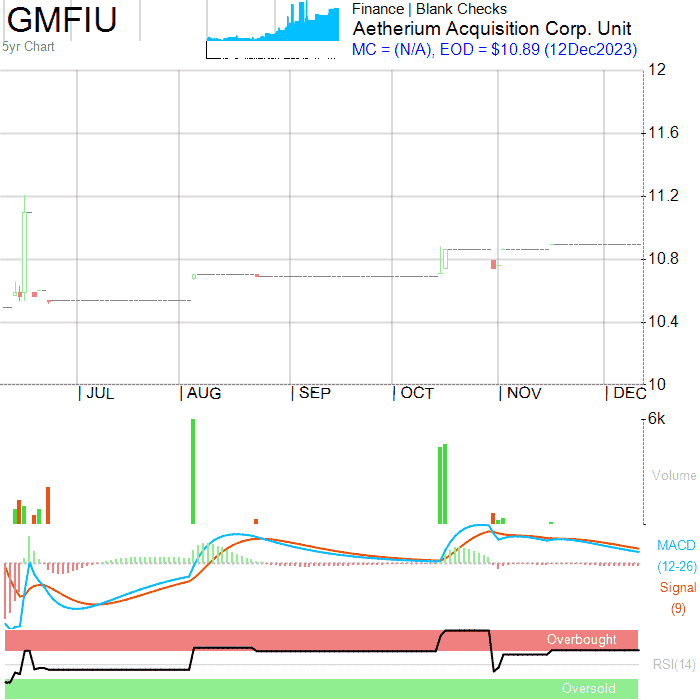 GMFIU
5yr Chart
Finance | Blank Checks
Aetherium Acquisition Corp. Unit
MC = (N/A), EOD = $10.89 (12Dec2023)
12
11.6
11.2
10.8
10.4
10
| JUL | AUG | SEP | OCT | NOV | DEC
6k
Volume
MACD
(12-26)
Signal
(9)
Overbought
RSI(14)
Oversold